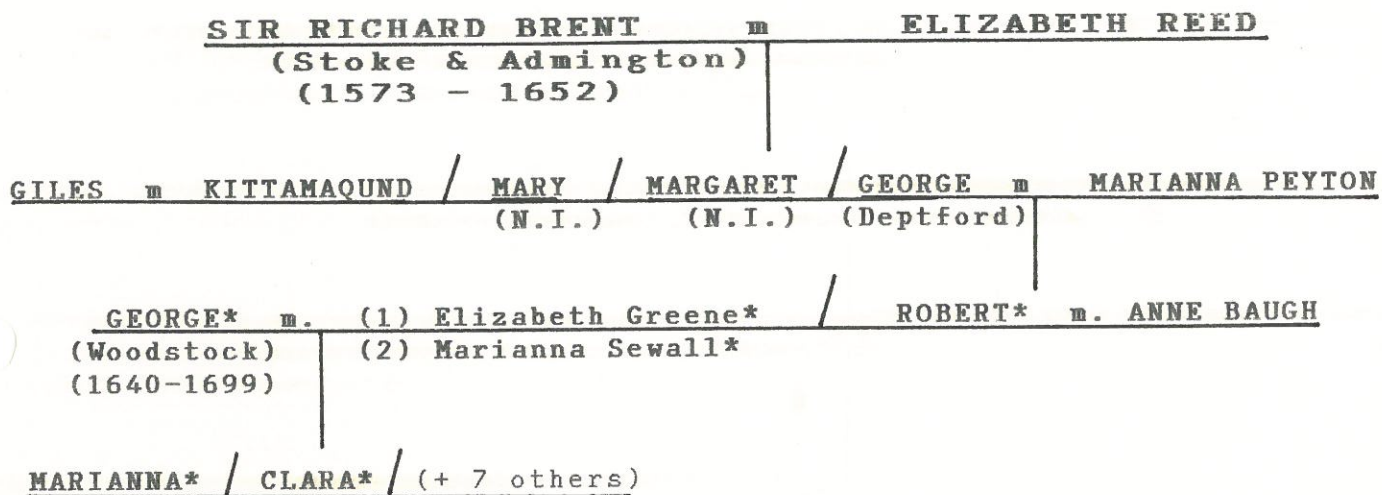 SIR RICHARD BRENT m ELIZABETH REED
(Stoke & Admington)
(1573 - 1652)
GILES m KITTAMAQUND / MARY / MARGARET / GEORGE m MARIANNA PEYTON
(N.I.) (N.I.) (Deptford)
GEORGE* m. (1) Elizabeth Greene* / ROBERT* m. ANNE BAUGH
(Woodstock) (2) Marianna Sewall*
(1640-1699)
MARIANNA* / CLARA* / (+ 7 others)